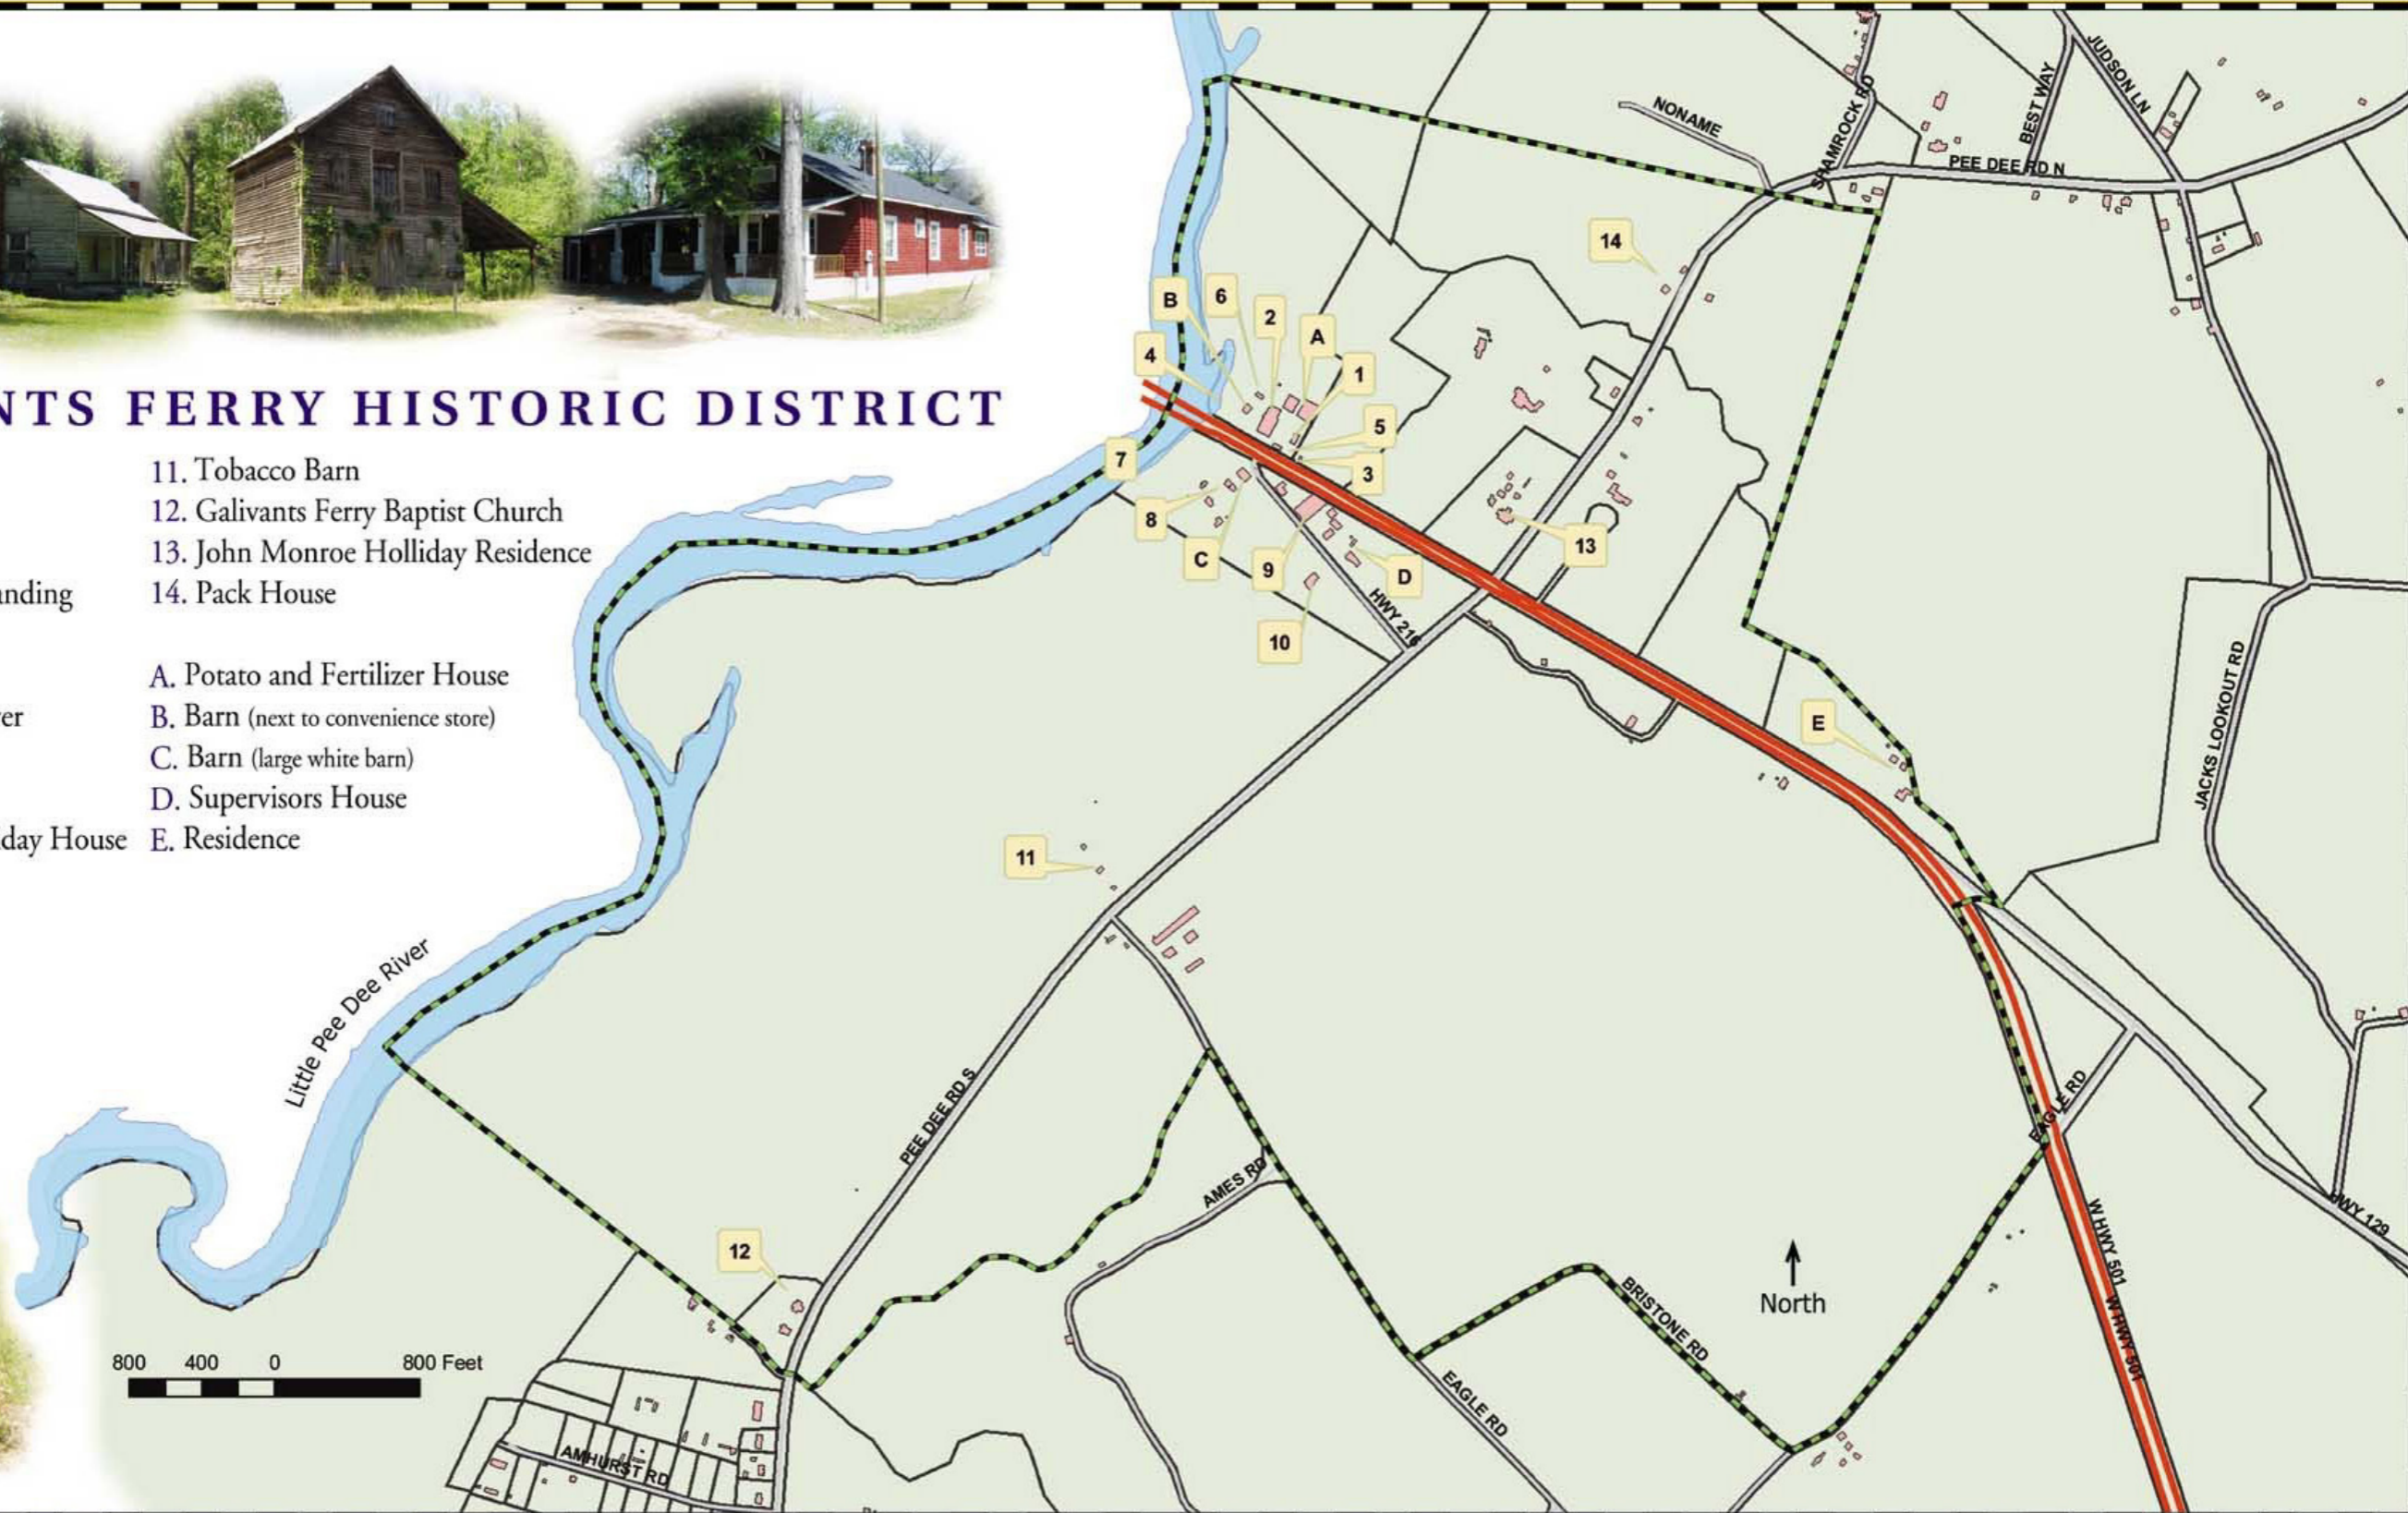 NTS FERRY HISTORIC DISTRICT
11. Tobacco Barn
12. Galivants Ferry Baptist Church
13. John Monroe Holliday Residence
anding 14. Pack House
A. Potato and Fertilizer House
er B. Barn (next to convenience store)
C. Barn (large white barn)
D. Supervisors House
day House E. Residence
NONAME
SHAMROCK RD
BEST WAY
JUDSON LN
PEE DEE RD N
14
B
6
2
A
4
1
5
7
3
8
C
9
D
13
10
HWY 216
E
JACKS LOOKOUT RD
11
Little Pee Dee River
PEE DEE RD S
AMES RD
EAGLE RD
12
W HWY 501
W HWY 501
HWY 129
North
BRISTONE RD
EAGLE RD
800 400 0 800 Feet
AMHURST RD